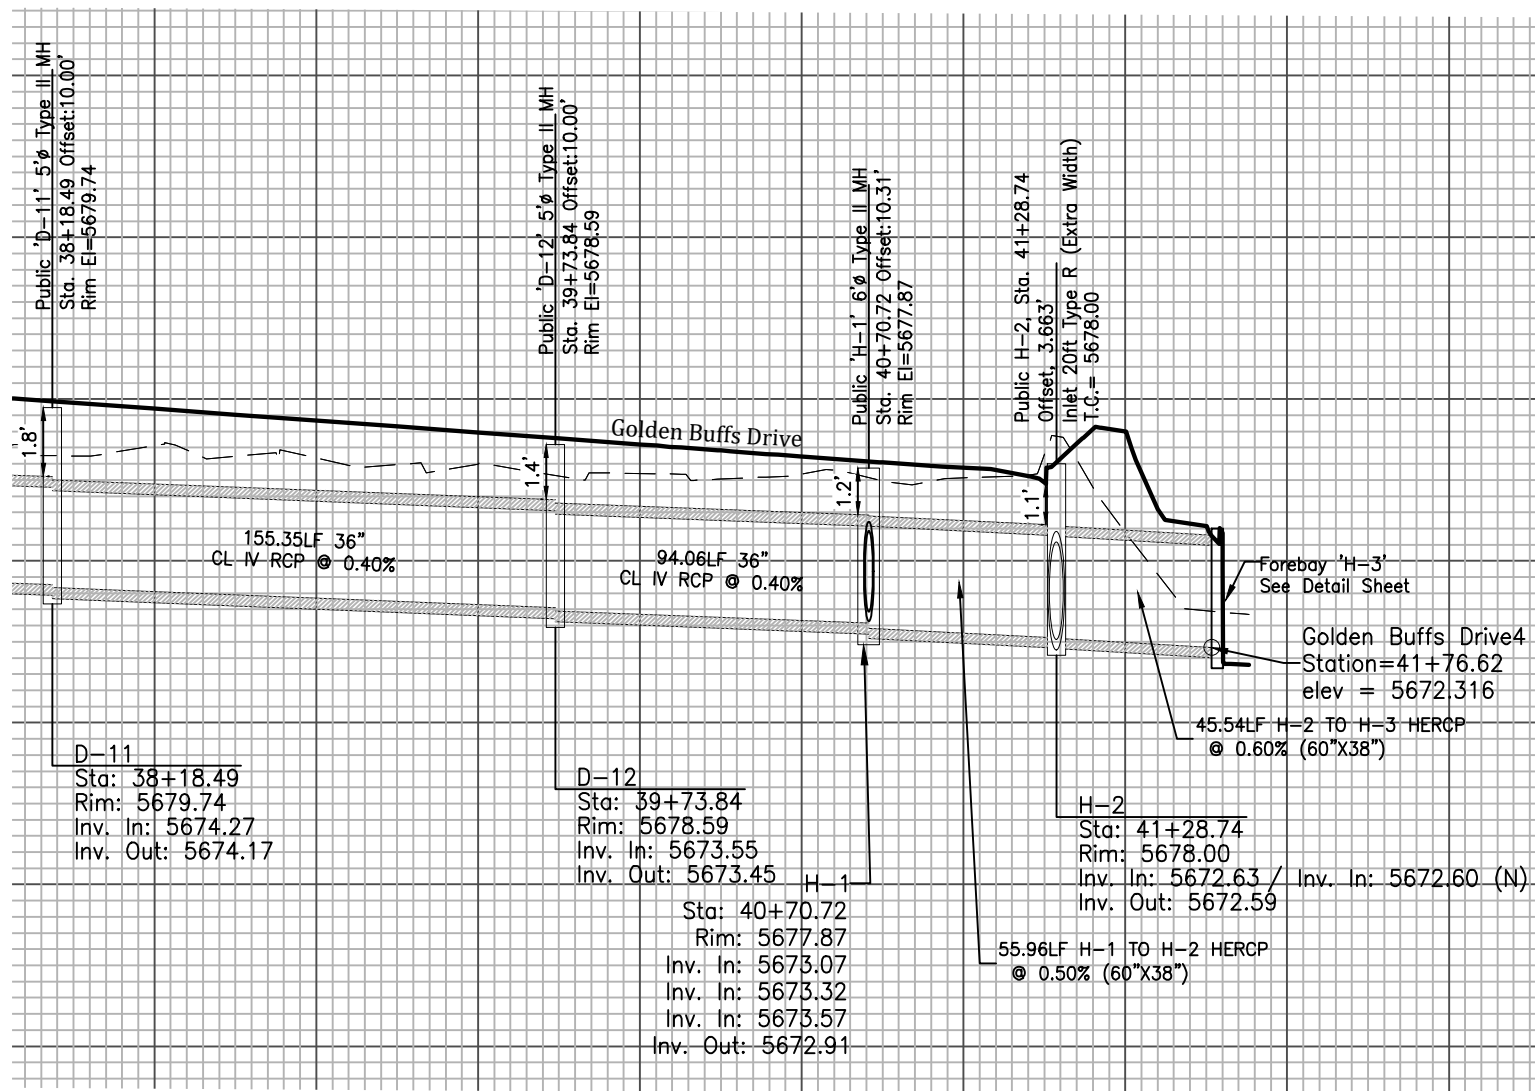 Public 'D-11' 5'ø Type II MH
Sta. 38+18.49 Offset:10.00'
Rim El=5679.74
Public 'D-12' 5'ø Type II MH
Sta. 39+73.84 Offset:10.00'
Rim El=5678.59
Public 'H-1' 6'ø Type II MH
Sta. 40+70.72 Offset:10.31'
Rim El=5677.87
Public H-2, Sta. 41+28.74
Offset, 3.663'
Inlet 20ft Type R (Extra Width)
T.C.= 5678.00
Golden Buffs Drive
1.8'
1.4'
1.2'
1.1'
155.35LF 36"
CL IV RCP @ 0.40%
94.06LF 36"
CL IV RCP @ 0.40%
Forebay 'H-3'
See Detail Sheet
Golden Buffs Drive4
Station=41+76.62
elev = 5672.316
45.54LF H-2 TO H-3 HERCP
@ 0.60% (60"X38")
D-11
Sta: 38+18.49
Rim: 5679.74
Inv. In: 5674.27
Inv. Out: 5674.17
D-12
Sta: 39+73.84
Rim: 5678.59
Inv. In: 5673.55
Inv. Out: 5673.45
H-1
Sta: 40+70.72
Rim: 5677.87
Inv. In: 5673.07
Inv. In: 5673.32
Inv. In: 5673.57
Inv. Out: 5672.91
H-2
Sta: 41+28.74
Rim: 5678.00
Inv. In: 5672.63 / Inv. In: 5672.60 (N)
Inv. Out: 5672.59
55.96LF H-1 TO H-2 HERCP
@ 0.50% (60"X38")